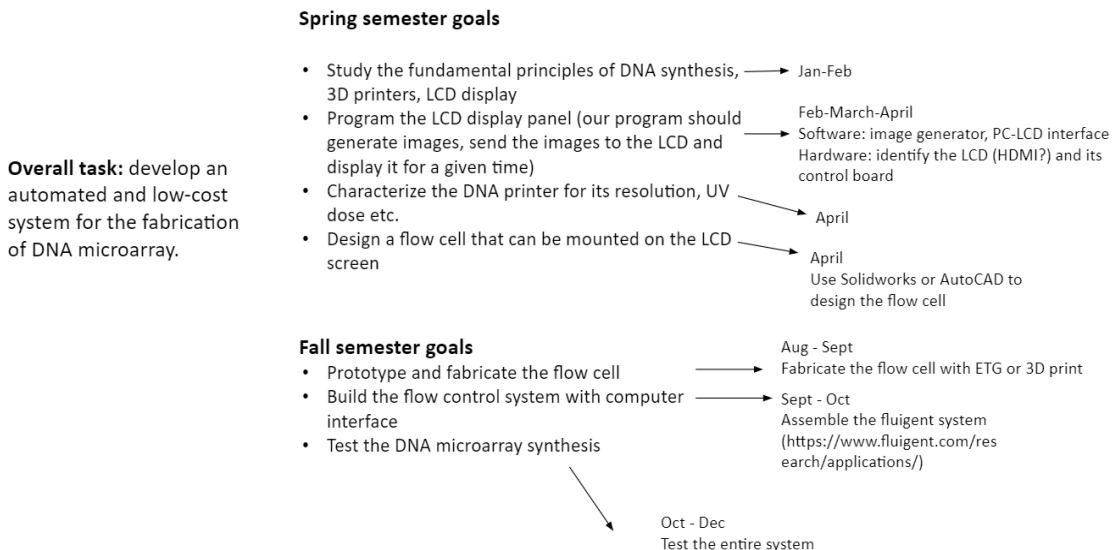 Spring semester goals
• Study the fundamental principles of DNA synthesis,
3D printers, LCD display
Jan-Feb
• Program the LCD display panel (our program should
generate images, send the images to the LCD and
display it for a given time)
Feb-March-April
Software: image generator, PC-LCD interface
Hardware: identify the LCD (HDMI?) and its
control board
Overall task: develop an
automated and low-cost
system for the fabrication
of DNA microarray.
• Characterize the DNA printer for its resolution, UV
dose etc.
April
• Design a flow cell that can be mounted on the LCD
screen
April
Use Solidworks or AutoCAD to
design the flow cell
Fall semester goals
• Prototype and fabricate the flow cell
Aug - Sept
Fabricate the flow cell with ETG or 3D print
• Build the flow control system with computer
interface
Sept - Oct
Assemble the fluigent system
(https://www.fluigent.com/res
earch/applications/)
• Test the DNA microarray synthesis
Oct - Dec
Test the entire system